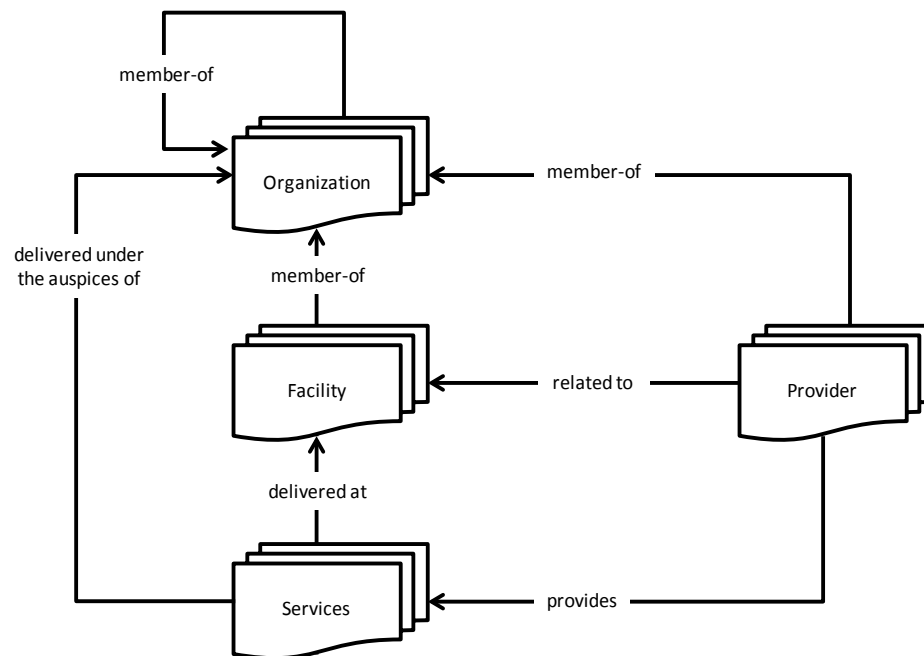 member-of
Organization
member-of
delivered under
the auspices of
member-of
Facility
related to
Provider
delivered at
Services
provides